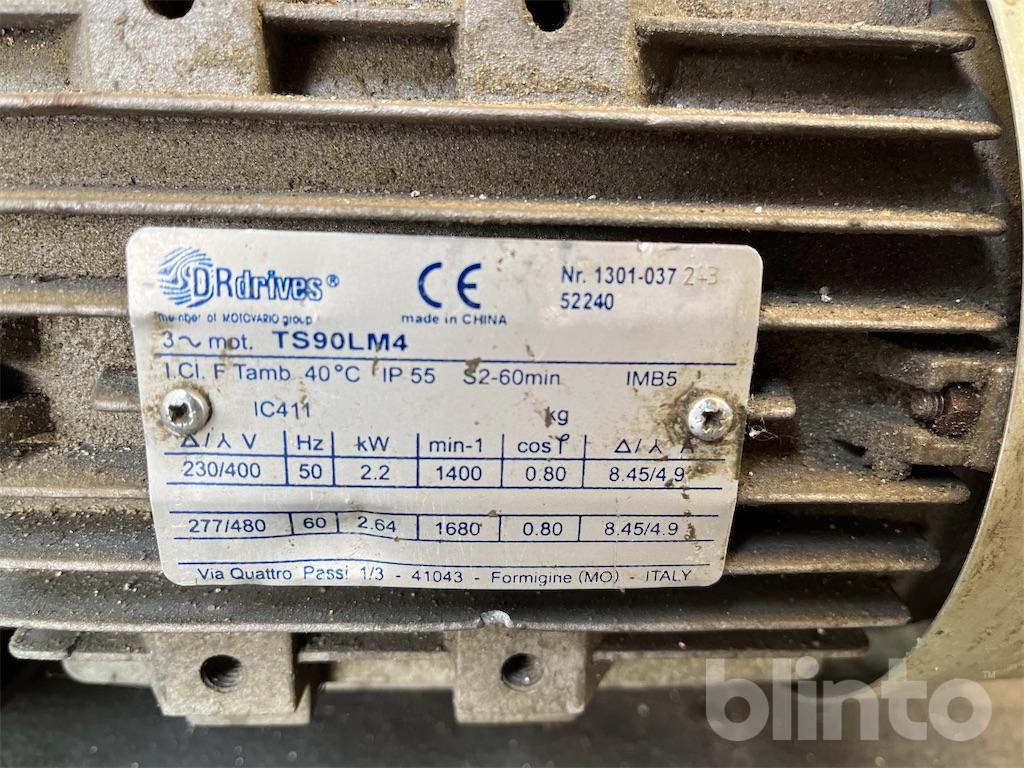 DR drives®
member of MOTOVARIO group
CE
made in CHINA
Nr. 1301-037
52240
3~ mot. TS90LM4
I.Cl. F Tamb 40°C IP 55 S2-60min IMB5
IC411 kg
Δ/⅄ V Hz kW min-1 cosφ Δ/⅄ A
230/400 50 2.2 1400 0.80 8.45/4.9
277/480 60 2.64 1680 0.80 8.45/4.9
Via Quattro Passi 1/3 - 41043 - Formigine (MO) - ITALY
blinto™